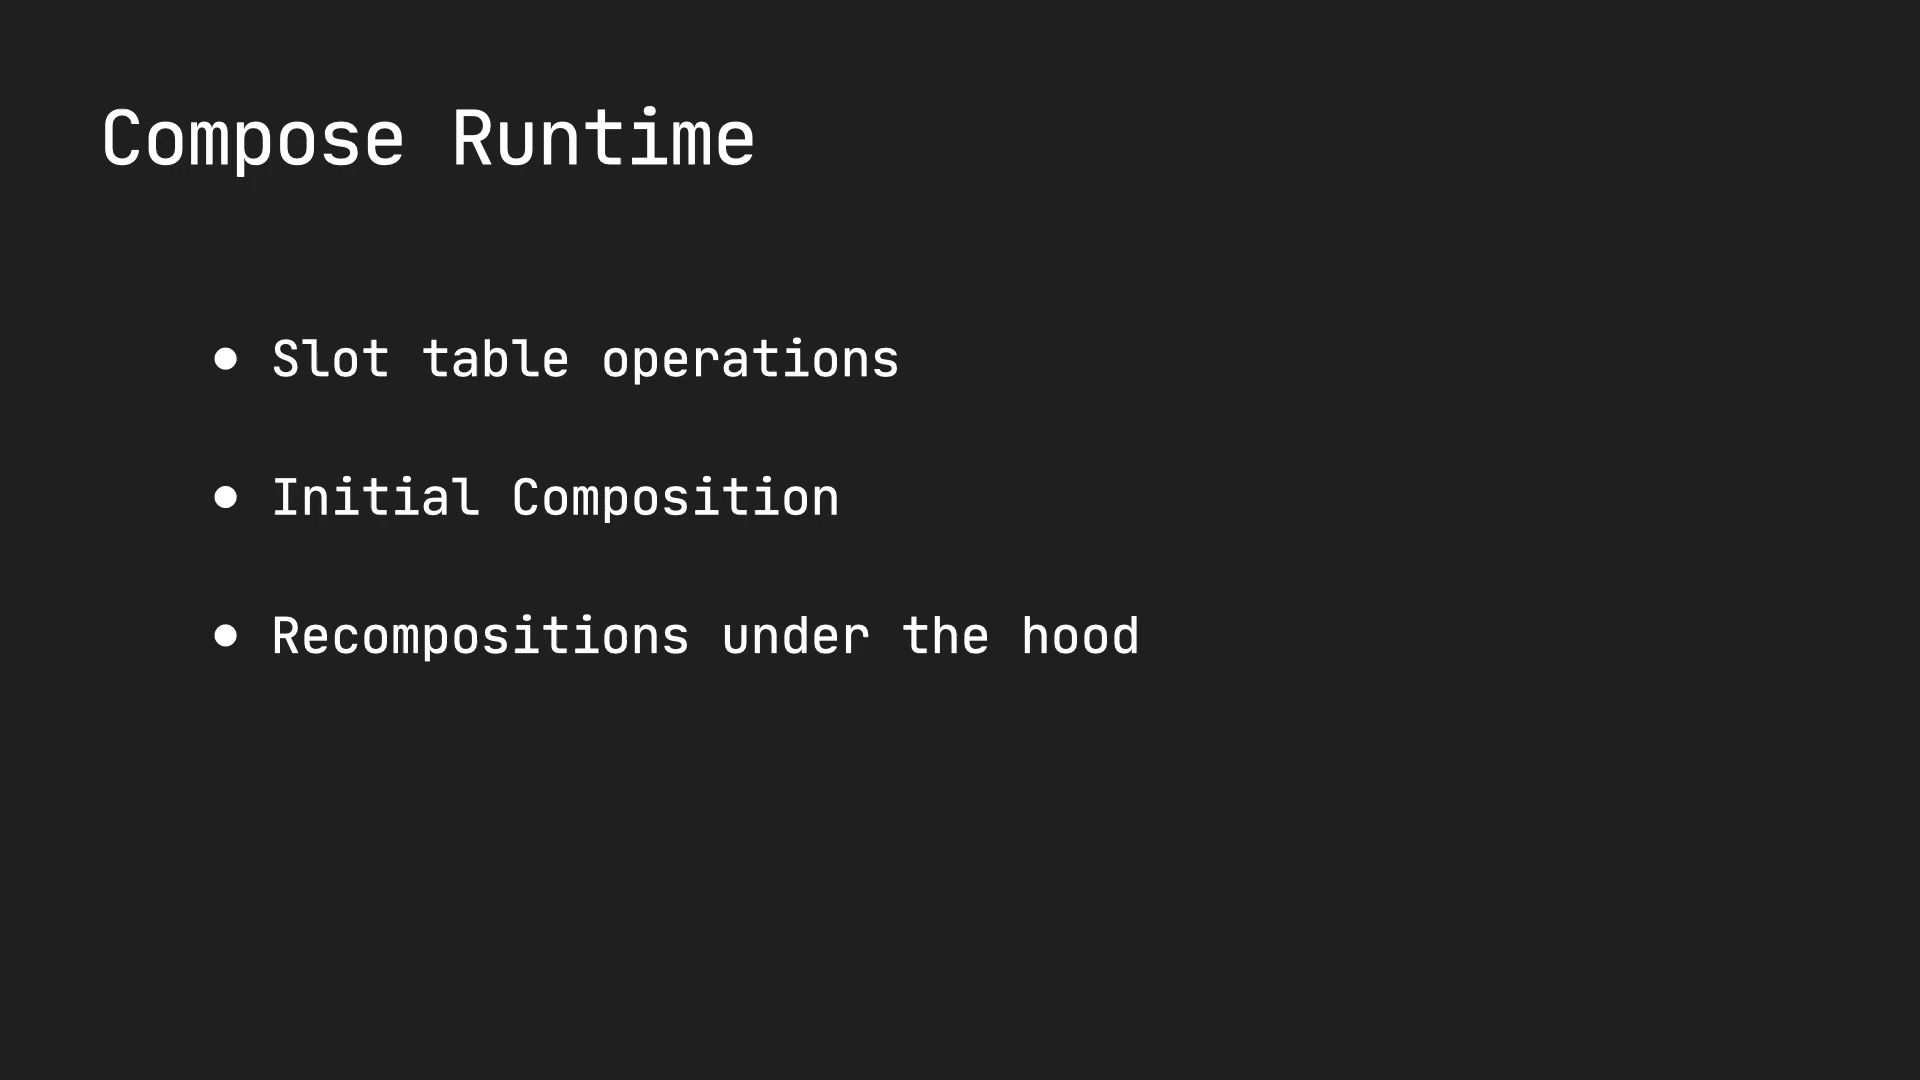 Compose Runtime
● Slot table operations
● Initial Composition
● Recompositions under the hood